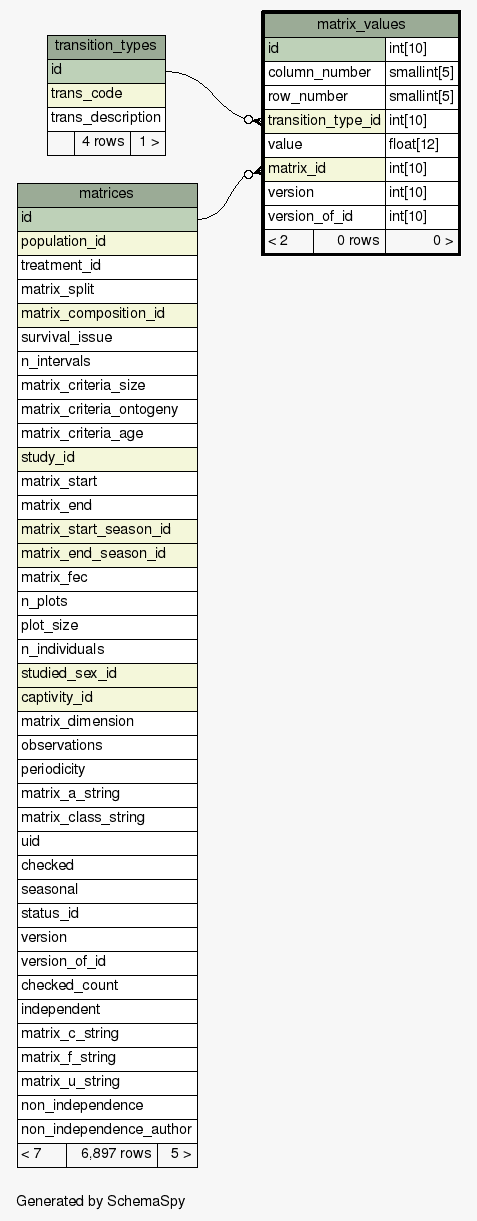 transition_types
id
trans_code
trans_description
4 rows 1 >
matrix_values
id int[10]
column_number smallint[5]
row_number smallint[5]
transition_type_id int[10]
value float[12]
matrix_id int[10]
version int[10]
version_of_id int[10]
< 2 0 rows 0 >
matrices
id
population_id
treatment_id
matrix_split
matrix_composition_id
survival_issue
n_intervals
matrix_criteria_size
matrix_criteria_ontogeny
matrix_criteria_age
study_id
matrix_start
matrix_end
matrix_start_season_id
matrix_end_season_id
matrix_fec
n_plots
plot_size
n_individuals
studied_sex_id
captivity_id
matrix_dimension
observations
periodicity
matrix_a_string
matrix_class_string
uid
checked
seasonal
status_id
version
version_of_id
checked_count
independent
matrix_c_string
matrix_f_string
matrix_u_string
non_independence
non_independence_author
< 7 6,897 rows 5 >
Generated by SchemaSpy